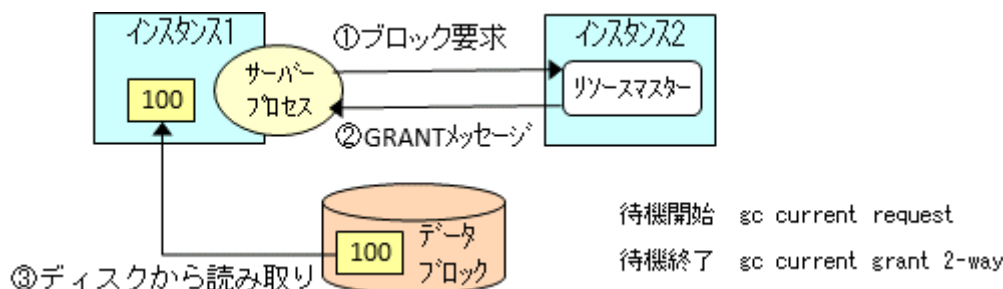 インスタンス1
①ブロック要求
インスタンス2
サーバー
プロセス
100
リソースマスター
②GRANTメッセージ
100
データ
ブロック
③ディスクから読み取り
待機開始 gc current request
待機終了 gc current grant 2-way